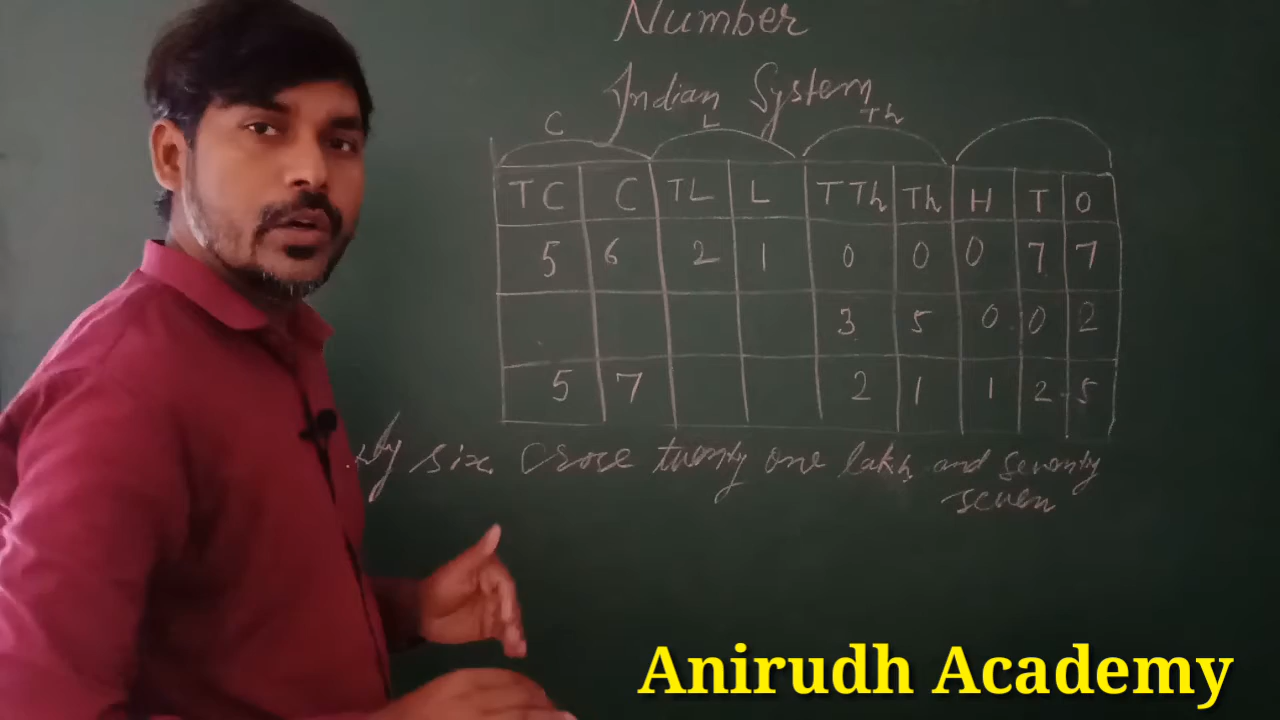 Number
Indian System
C L Th
TC C TL L T Th Th H T O
5 6 2 1 0 0 0 7 7
3 5 0 0 2
5 7 2 1 1 2 5
six crore twenty one lakh and seventy
seven
Anirudh Academy